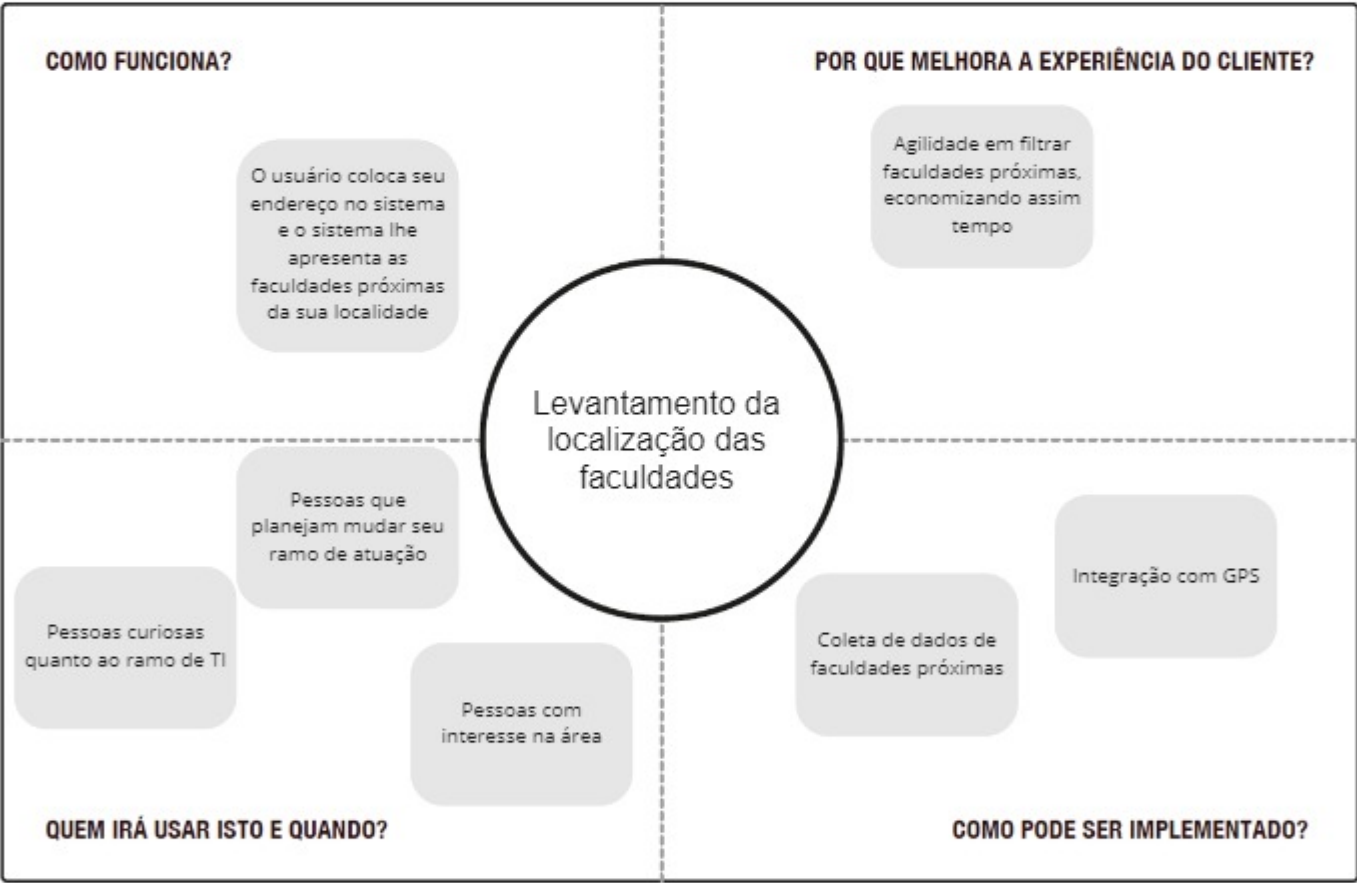 COMO FUNCIONA?
O usuário coloca seu
endereço no sistema
e o sistema lhe
apresenta as
faculdades próximas
da sua localidade
POR QUE MELHORA A EXPERIÊNCIA DO CLIENTE?
Agilidade em filtrar
faculdades próximas,
economizando assim
tempo
Levantamento da
localização das
faculdades
Pessoas que
planejam mudar seu
ramo de atuação
Pessoas curiosas
quanto ao ramo de TI
Pessoas com
interesse na área
QUEM IRÁ USAR ISTO E QUANDO?
Integração com GPS
Coleta de dados de
faculdades próximas
COMO PODE SER IMPLEMENTADO?